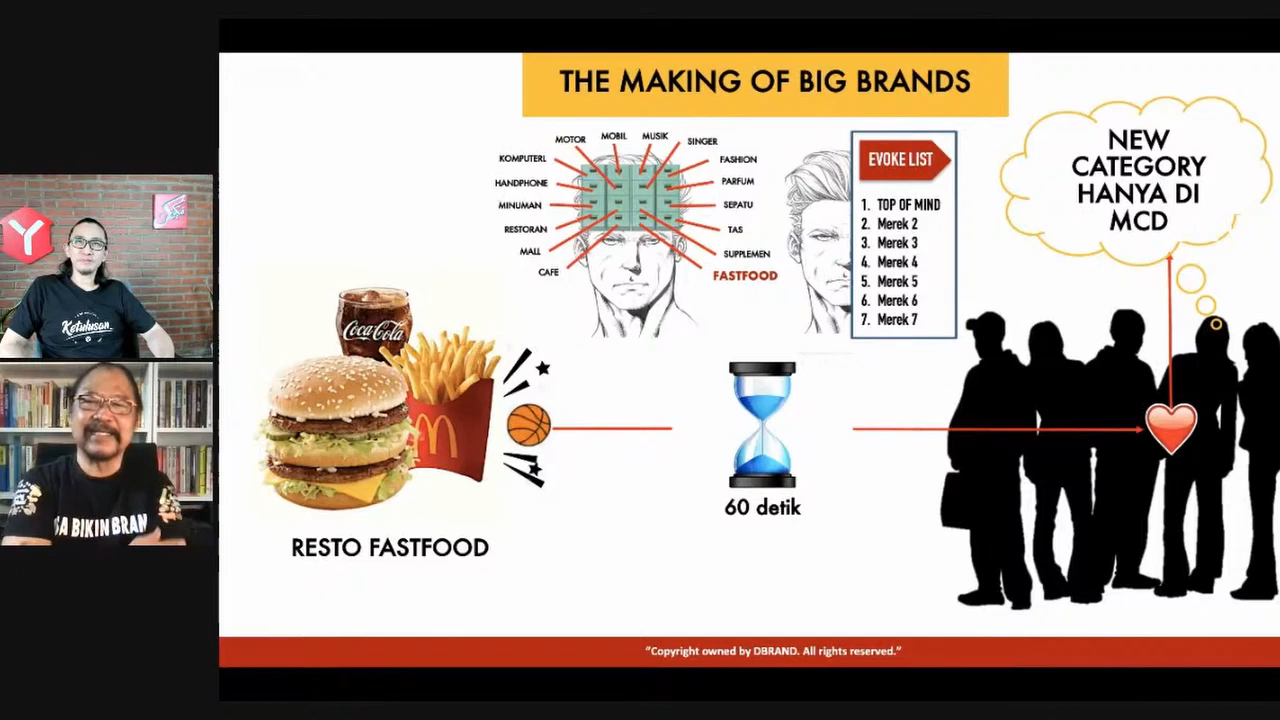 THE MAKING OF BIG BRANDS
MOTOR
MOBIL
MUSIK
SINGER
KOMPUTERL
FASHION
HANDPHONE
PARFUM
MINUMAN
SEPATU
RESTORAN
TAS
MALL
SUPPLEMEN
CAFE
FASTFOOD
EVOKE LIST
1. TOP OF MIND
2. Merek 2
3. Merek 3
4. Merek 4
5. Merek 5
6. Merek 6
7. Merek 7
NEW
CATEGORY
HANYA DI
MCD
Coca-Cola
RESTO FASTFOOD
60 detik
Ketulusan
SA BIKIN BRAN
"Copyright owned by DBRAND. All rights reserved."